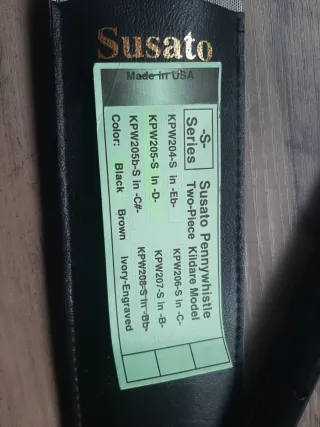 Susato
Made in USA
-S-
Series
Susato Pennywhistle
Two-Piece Kildare Model
KPW204-S in -Eb-
KPW205-S in -D-
KPW205b-S in -C#-
KPW206-S in -C-
KPW207-S in -B-
KPW208-S in -Bb-
Color: Black Brown Ivory-Engraved